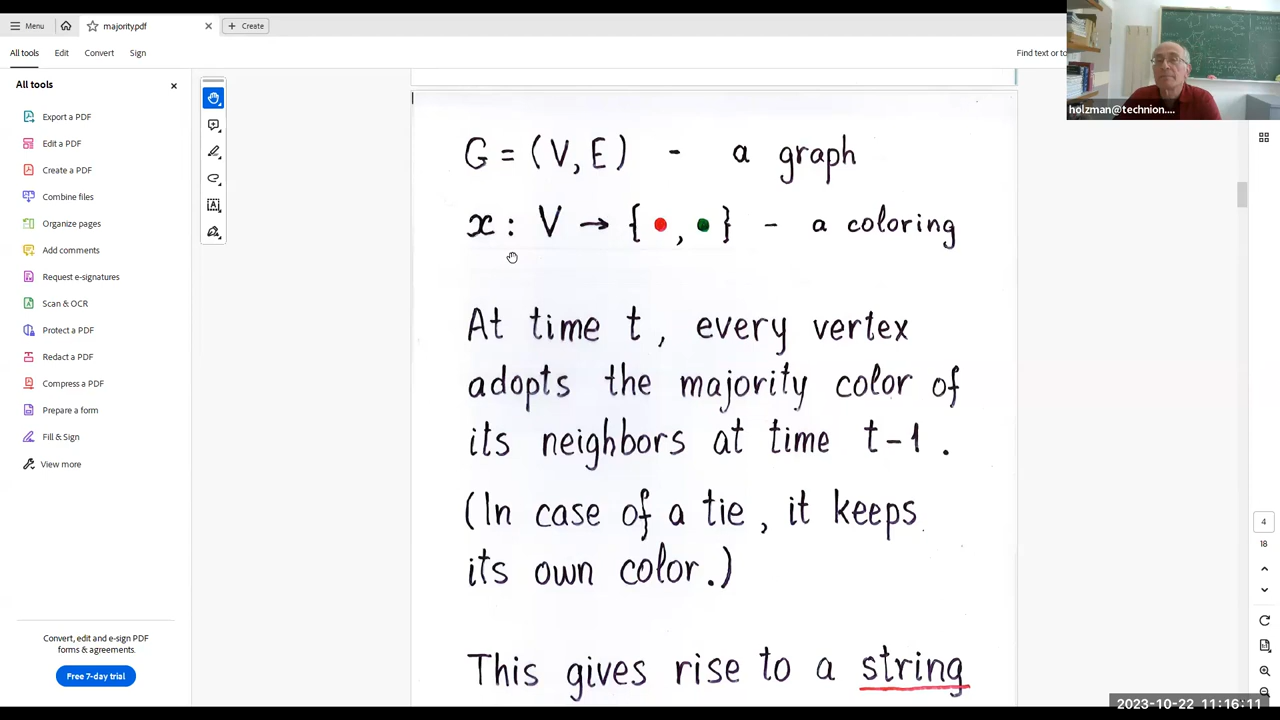 Menu
majority.pdf
Create
All tools
Edit
Convert
Sign
Find text or to
holzman@technion....
All tools
Export a PDF
Edit a PDF
Create a PDF
Combine files
Organize pages
Add comments
Request e-signatures
Scan & OCR
Protect a PDF
Redact a PDF
Compress a PDF
Prepare a form
Fill & Sign
View more
Convert, edit and e-sign PDF
forms & agreements.
Free 7-day trial
G = (V, E) - a graph
x : V → { ●, ● } - a coloring
At time t, every vertex
adopts the majority color of
its neighbors at time t-1.
(In case of a tie, it keeps
its own color.)
This gives rise to a string
4
18
2023-10-22 11:16:11